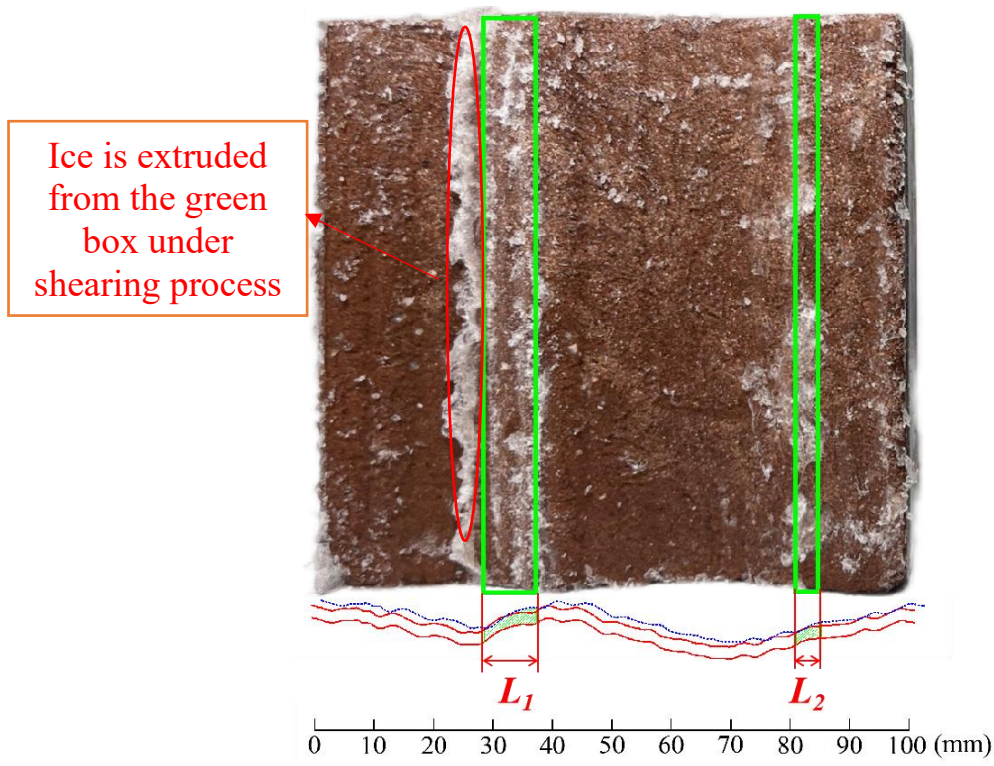 Ice is extruded
from the green
box under
shearing process
L1 L2
0 10 20 30 40 50 60 70 80 90 100 (mm)